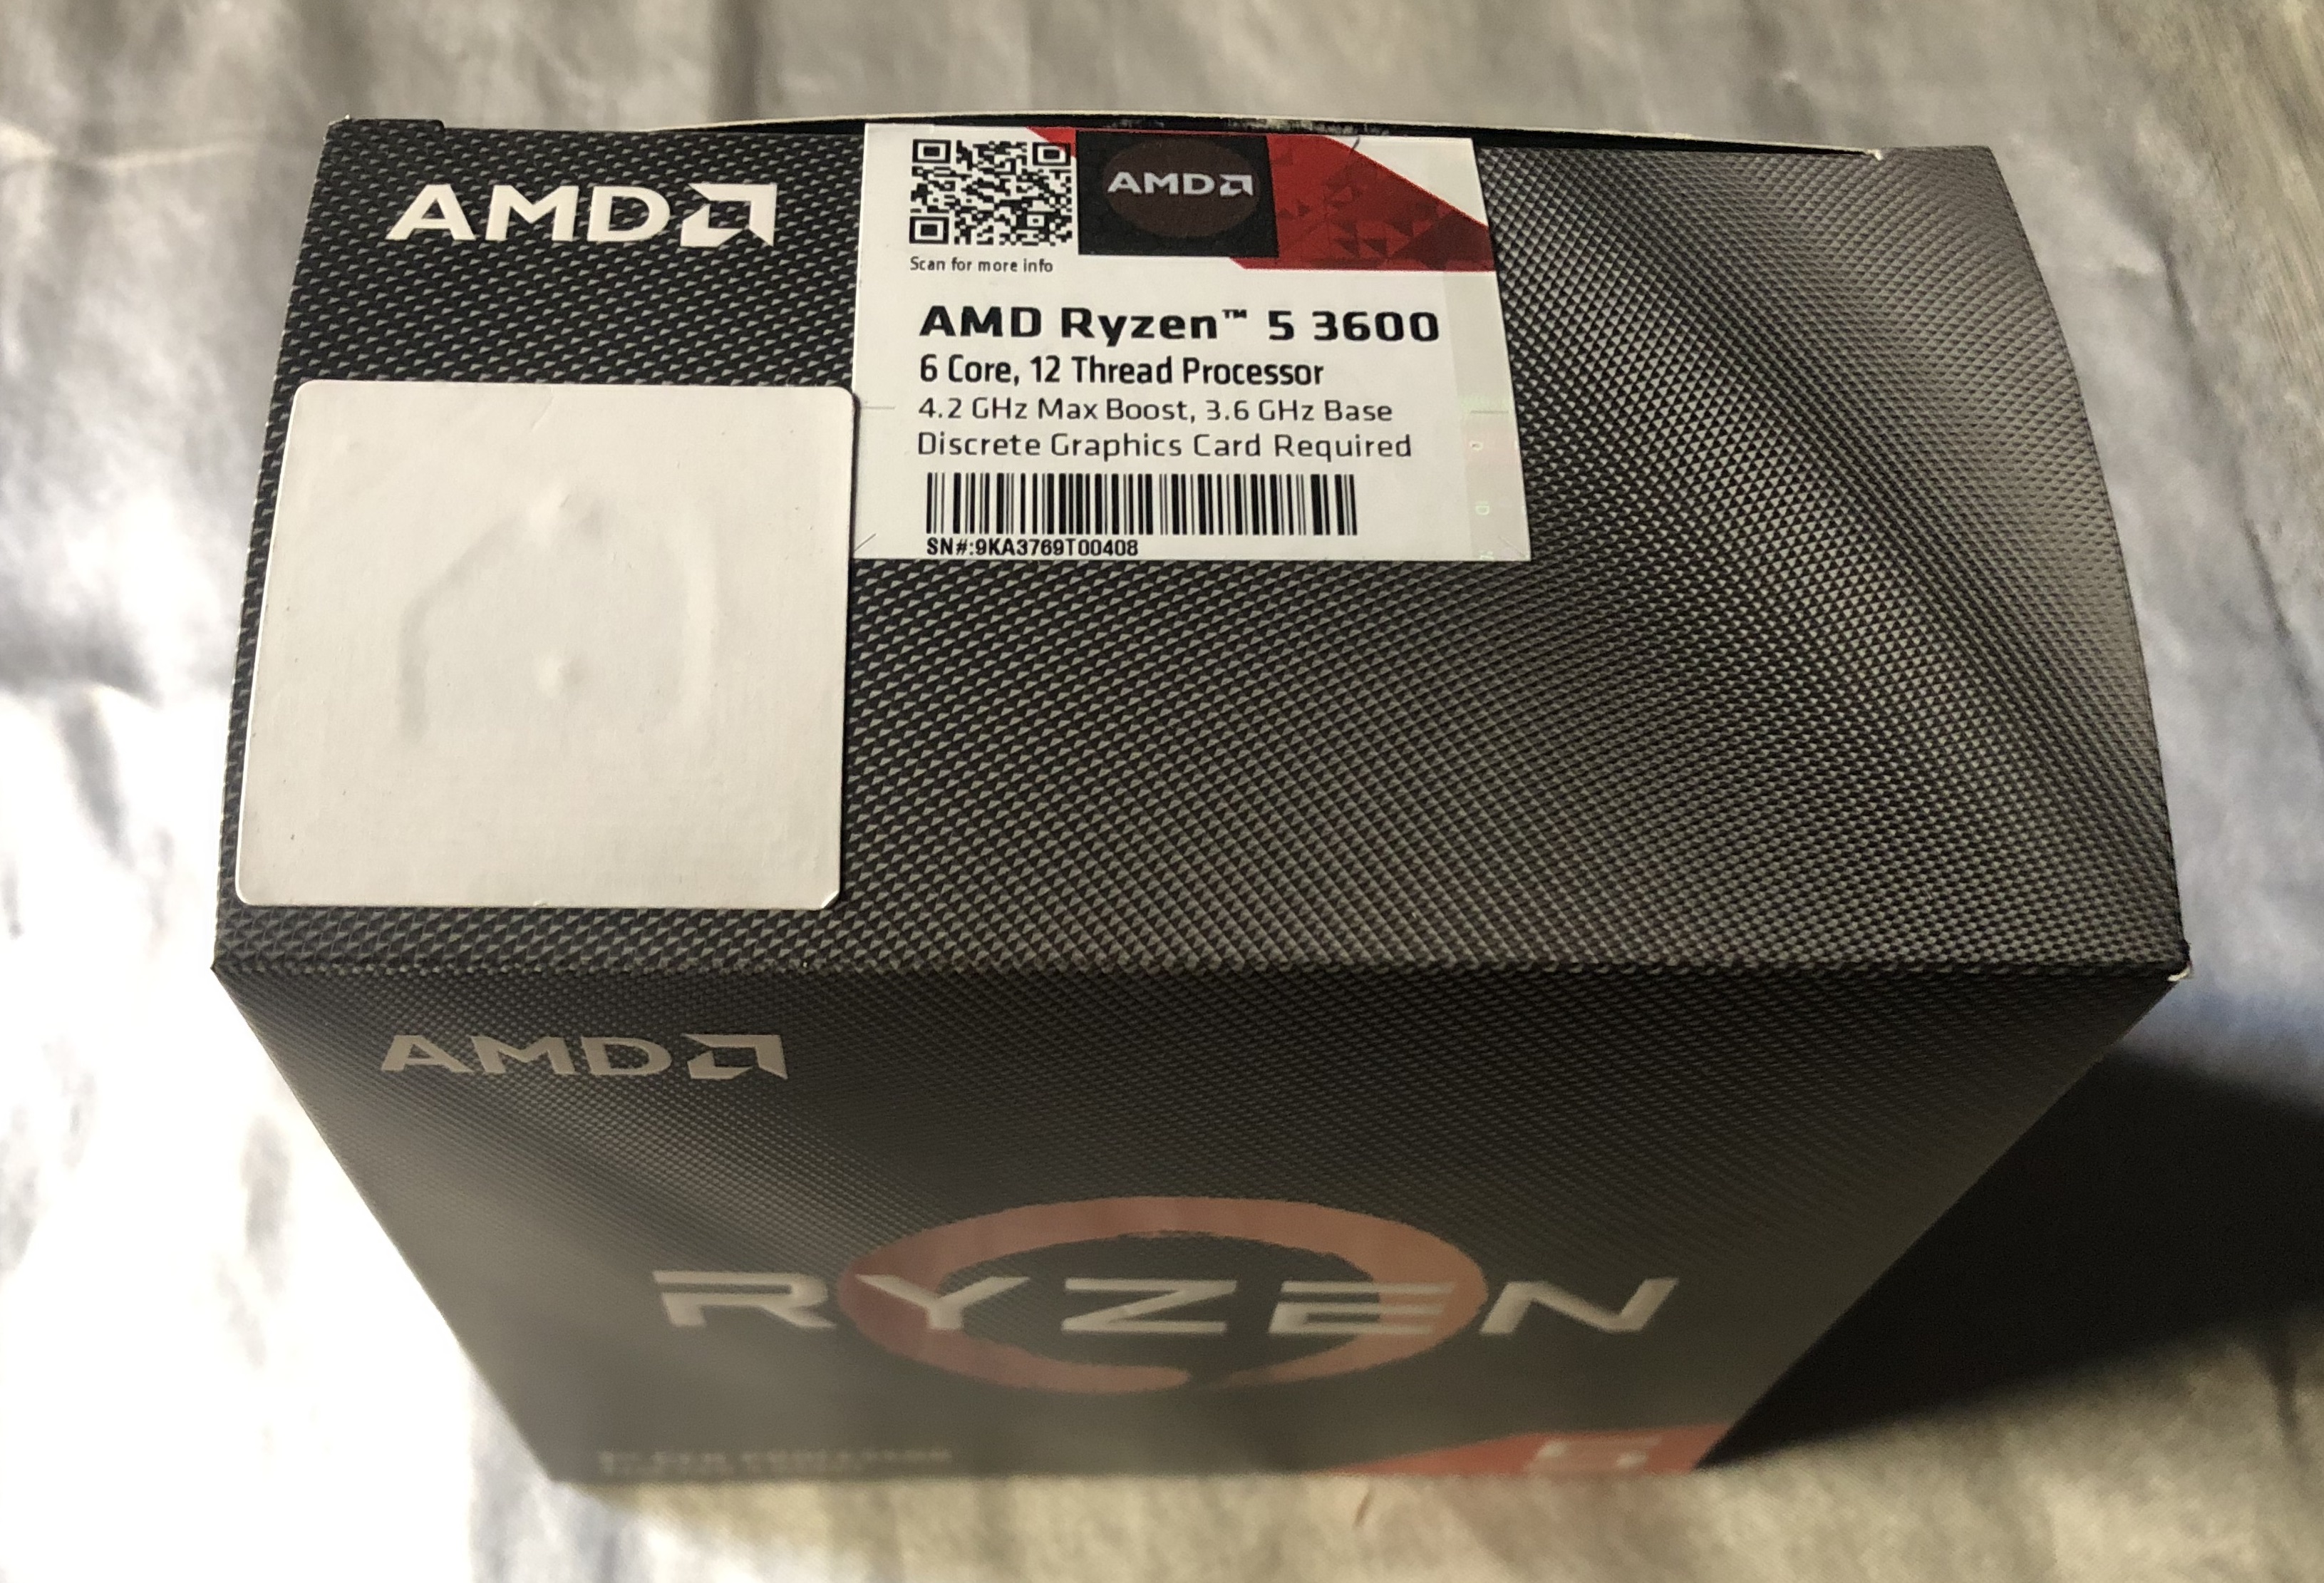 AMD
AMD
Scan for more info
AMD Ryzen™ 5 3600
6 Core, 12 Thread Processor
4.2 GHz Max Boost, 3.6 GHz Base
Discrete Graphics Card Required
SN#:9KA3769T00408
AMD
RYZEN
5